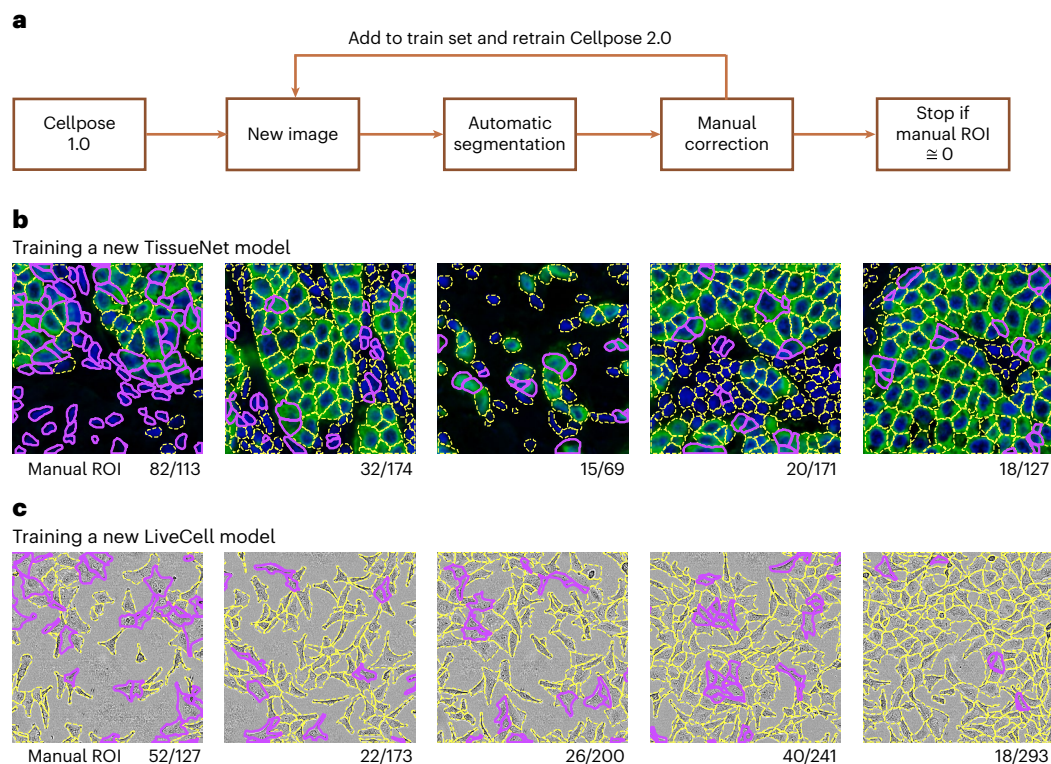 a
Add to train set and retrain Cellpose 2.0
Cellpose
1.0
New image
Automatic
segmentation
Manual
correction
Stop if
manual ROI
≅ 0
b
Training a new TissueNet model
Manual ROI 82/113 32/174 15/69 20/171 18/127
c
Training a new LiveCell model
Manual ROI 52/127 22/173 26/200 40/241 18/293